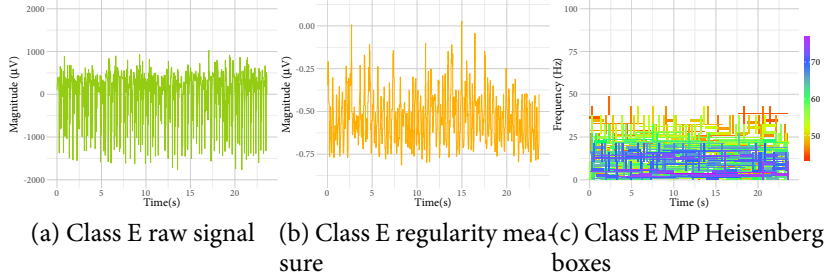 2000
1000
0
-1000
-2000
Magnitude (µV)
0 5 10 15 20
Time(s)
0.00
-0.25
-0.50
-0.75
Magnitude (µV)
0 5 10 15 20
Time(s)
100
75
50
25
0
Frequency (Hz)
0 5 10 15 20
Time (s)
70
60
50
(a) Class E raw signal
(b) Class E regularity mea-
sure
(c) Class E MP Heisenberg
boxes